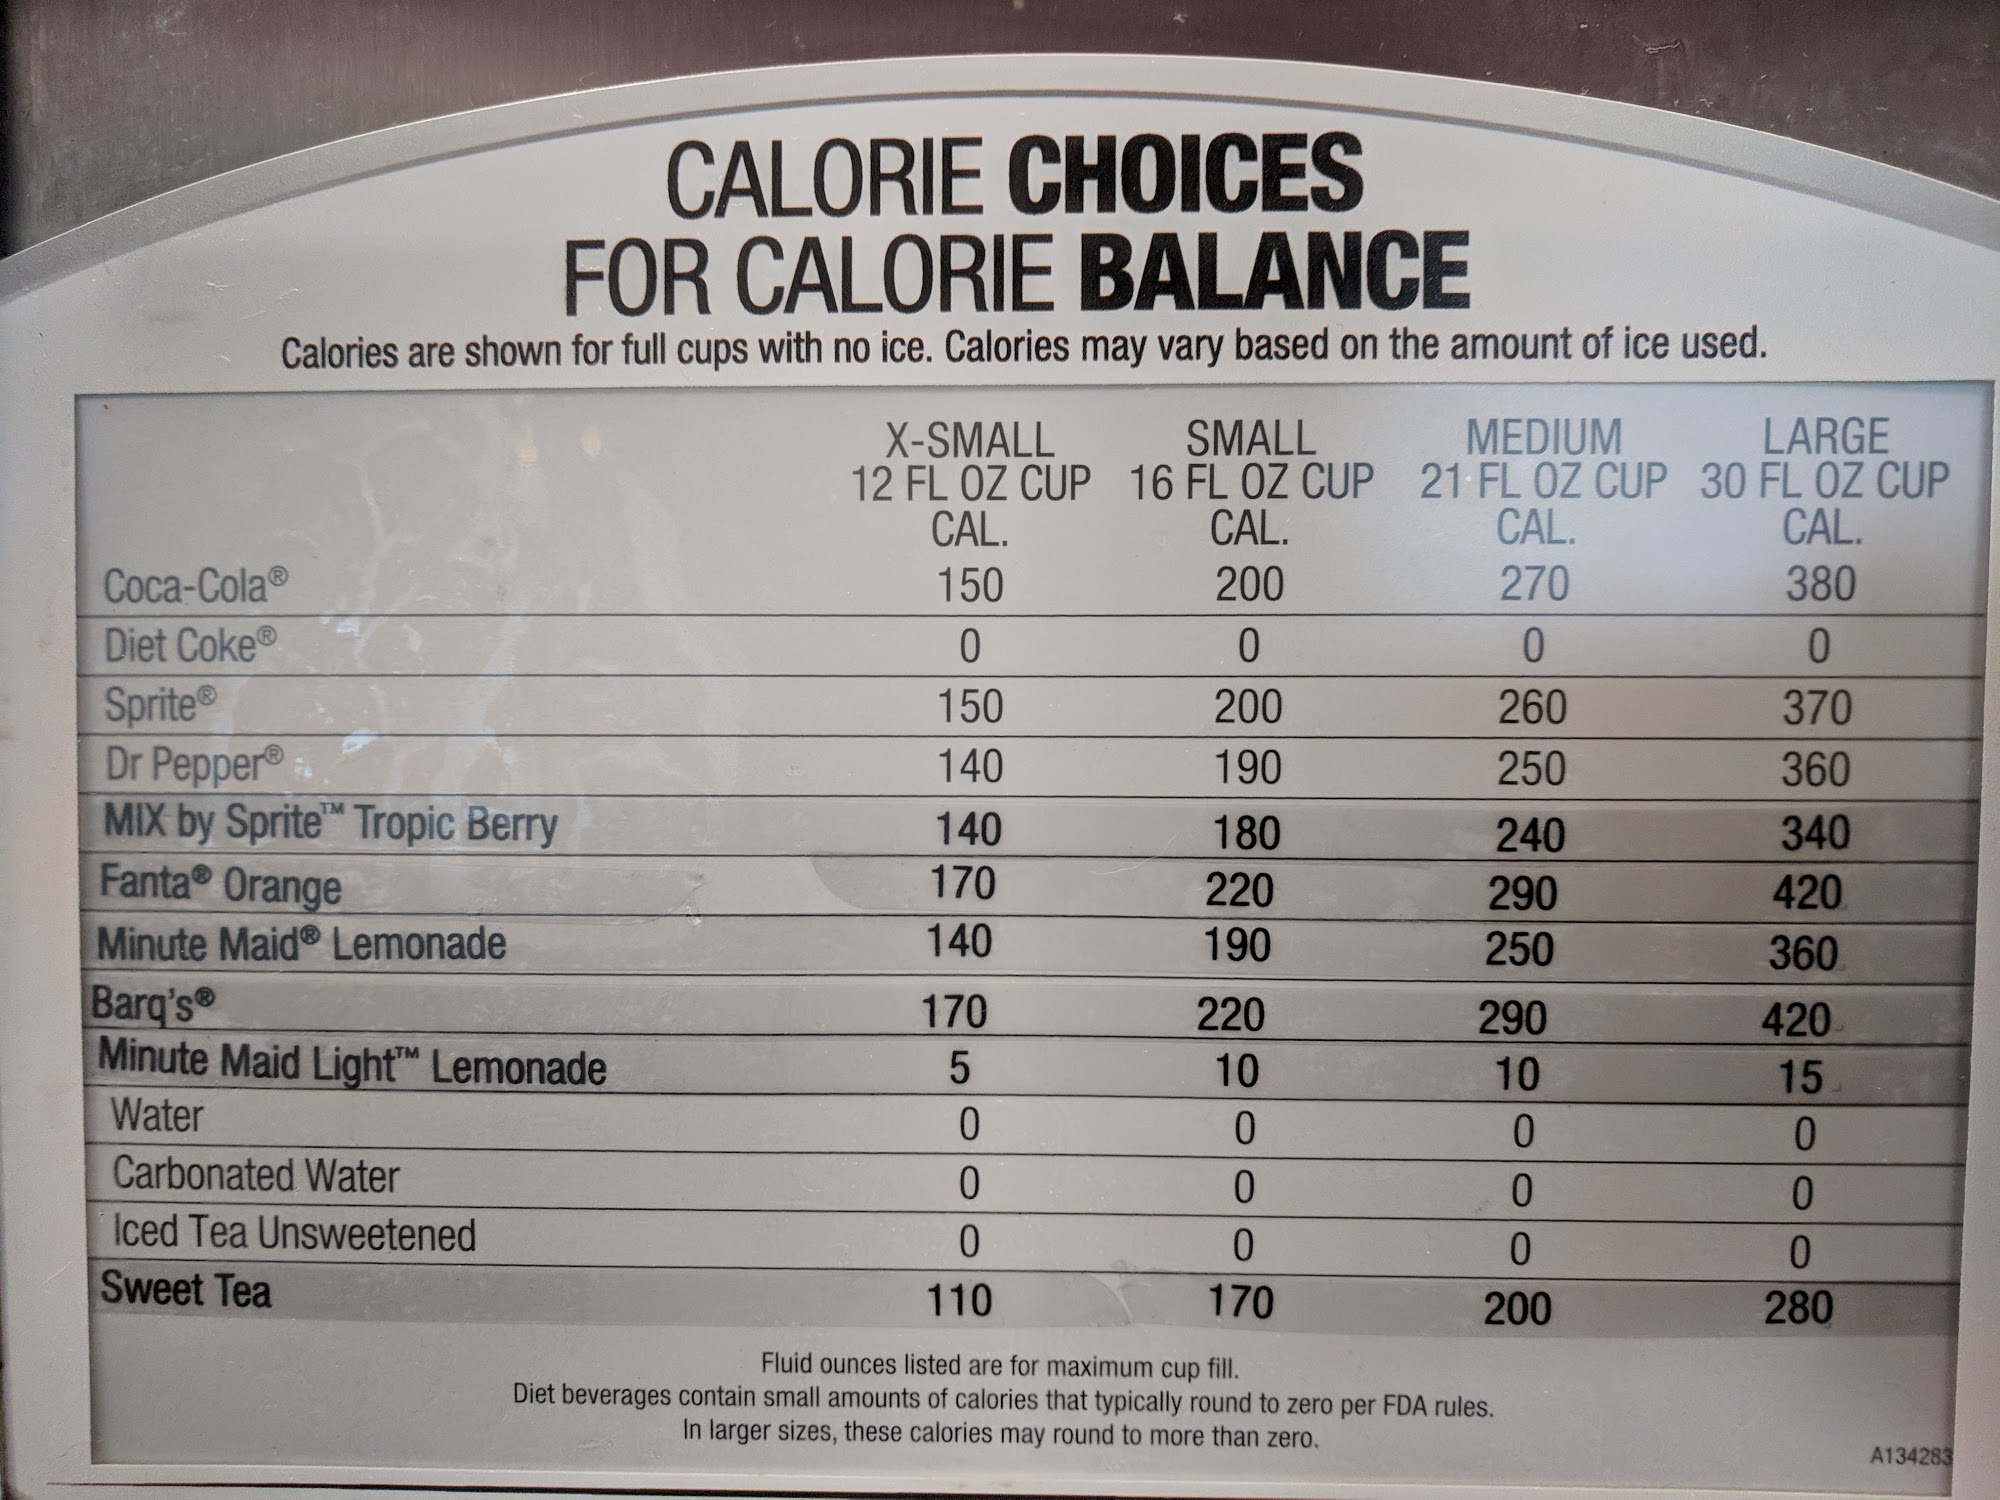 CALORIE CHOICES
FOR CALORIE BALANCE
Calories are shown for full cups with no ice. Calories may vary based on the amount of ice used.
X-SMALL SMALL MEDIUM LARGE
12 FL OZ CUP 16 FL OZ CUP 21 FL OZ CUP 30 FL OZ CUP
CAL. CAL. CAL. CAL.
Coca-Cola® 150 200 270 380
Diet Coke® 0 0 0 0
Sprite® 150 200 260 370
Dr Pepper® 140 190 250 360
MIX by Sprite™ Tropic Berry 140 180 240 340
Fanta® Orange 170 220 290 420
Minute Maid® Lemonade 140 190 250 360
Barq's® 170 220 290 420
Minute Maid Light™ Lemonade 5 10 10 15
Water 0 0 0 0
Carbonated Water 0 0 0 0
Iced Tea Unsweetened 0 0 0 0
Sweet Tea 110 170 200 280
Fluid ounces listed are for maximum cup fill.
Diet beverages contain small amounts of calories that typically round to zero per FDA rules.
In larger sizes, these calories may round to more than zero.
A134283